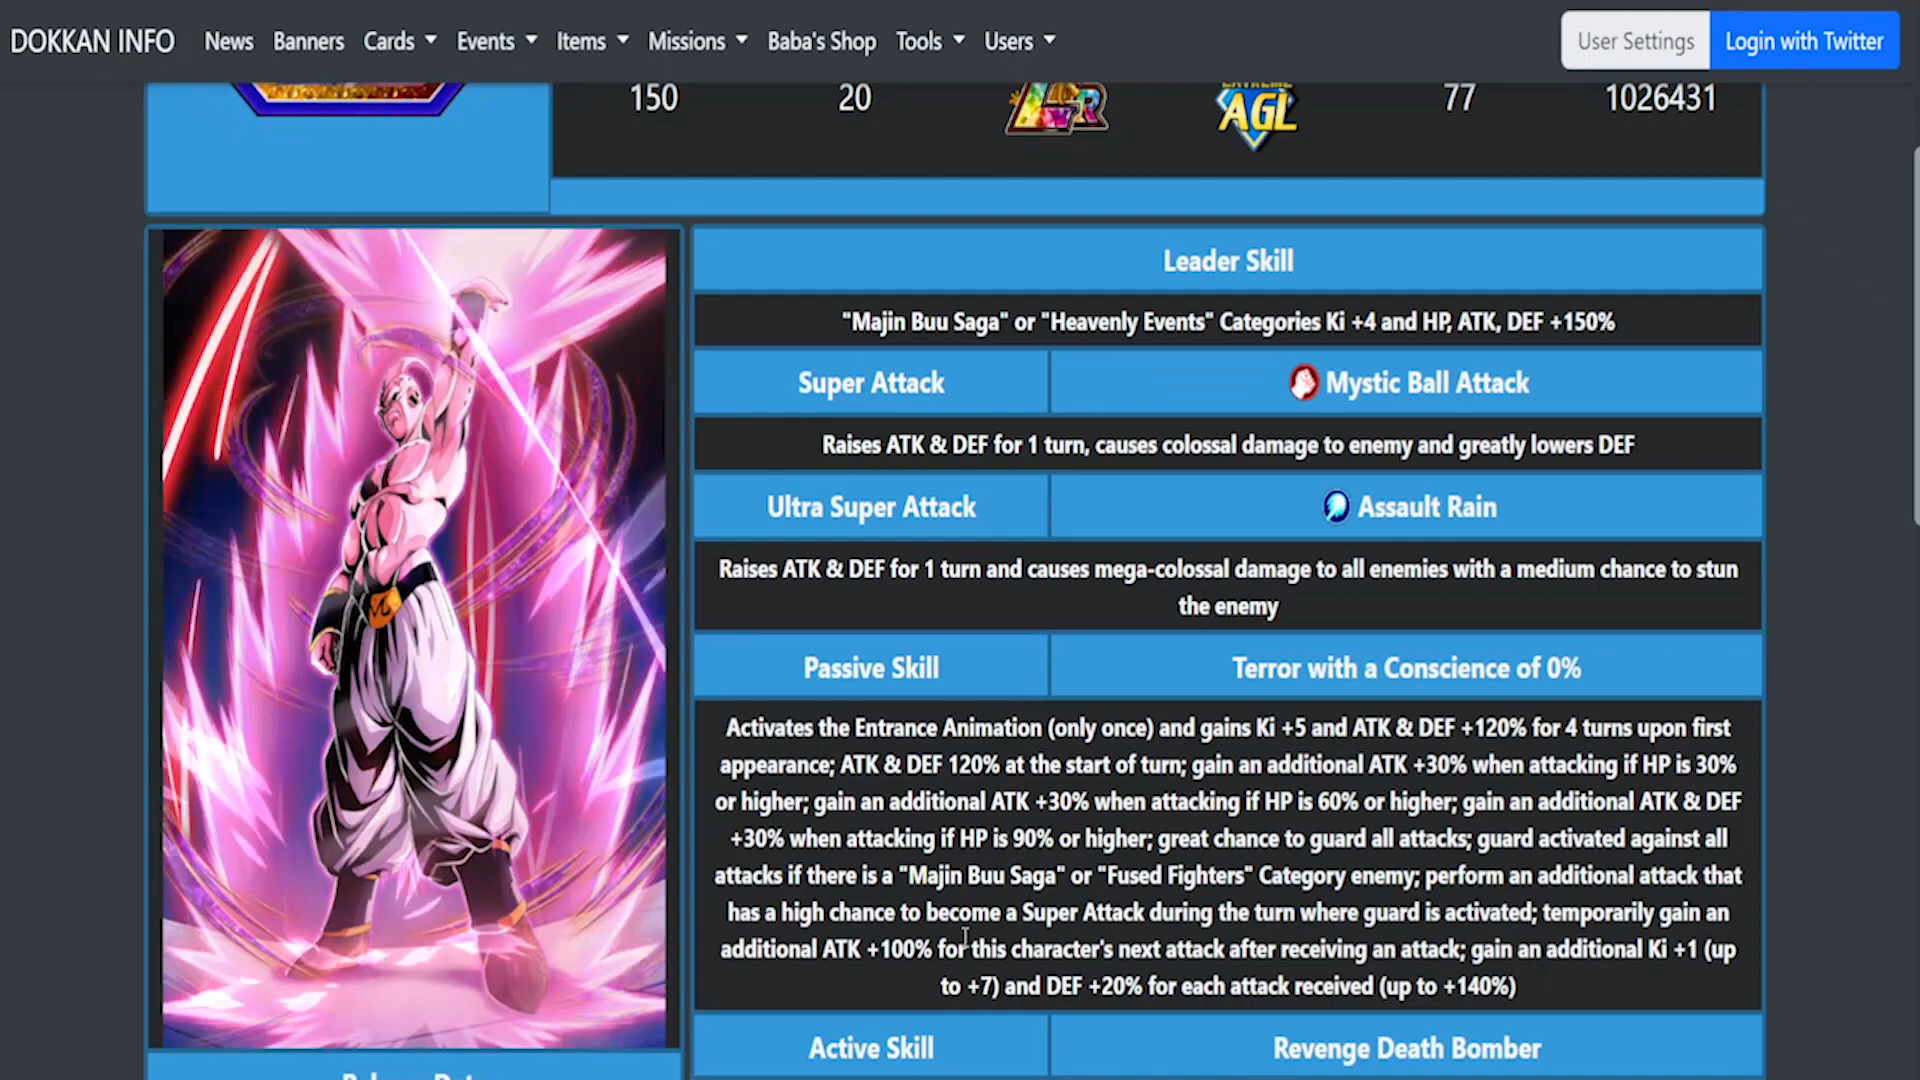 DOKKAN INFO News Banners Cards Events Items Missions Baba's Shop Tools Users User Settings Login with Twitter
150 20 LR EXTREME AGL 77 1026431
Leader Skill
"Majin Buu Saga" or "Heavenly Events" Categories Ki +4 and HP, ATK, DEF +150%
Super Attack Mystic Ball Attack
Raises ATK & DEF for 1 turn, causes colossal damage to enemy and greatly lowers DEF
Ultra Super Attack Assault Rain
Raises ATK & DEF for 1 turn and causes mega-colossal damage to all enemies with a medium chance to stun
the enemy
Passive Skill Terror with a Conscience of 0%
Activates the Entrance Animation (only once) and gains Ki +5 and ATK & DEF +120% for 4 turns upon first
appearance; ATK & DEF 120% at the start of turn; gain an additional ATK +30% when attacking if HP is 30%
or higher; gain an additional ATK +30% when attacking if HP is 60% or higher; gain an additional ATK & DEF
+30% when attacking if HP is 90% or higher; great chance to guard all attacks; guard activated against all
attacks if there is a "Majin Buu Saga" or "Fused Fighters" Category enemy; perform an additional attack that
has a high chance to become a Super Attack during the turn where guard is activated; temporarily gain an
additional ATK +100% for this character's next attack after receiving an attack; gain an additional Ki +1 (up
to +7) and DEF +20% for each attack received (up to +140%)
Active Skill Revenge Death Bomber